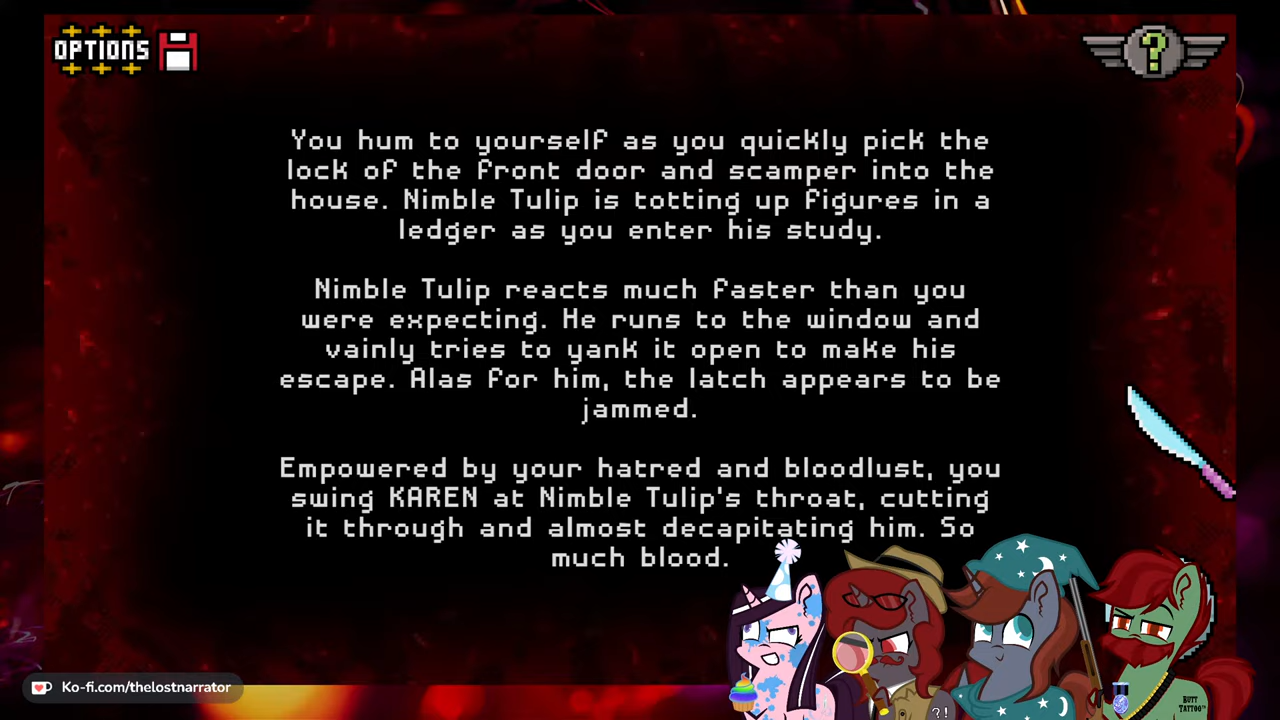 OPTIONS
?
You hum to yourself as you quickly pick the
lock of the front door and scamper into the
house. Nimble Tulip is totting up figures in a
ledger as you enter his study.
Nimble Tulip reacts much faster than you
were expecting. He runs to the window and
vainly tries to yank it open to make his
escape. Alas for him, the latch appears to be
jammed.
Empowered by your hatred and bloodlust, you
swing KAREN at Nimble Tulip's throat, cutting
it through and almost decapitating him. So
much blood.
Ko-fi.com/thelostnarrator
?!
BUTT
TATTOO™